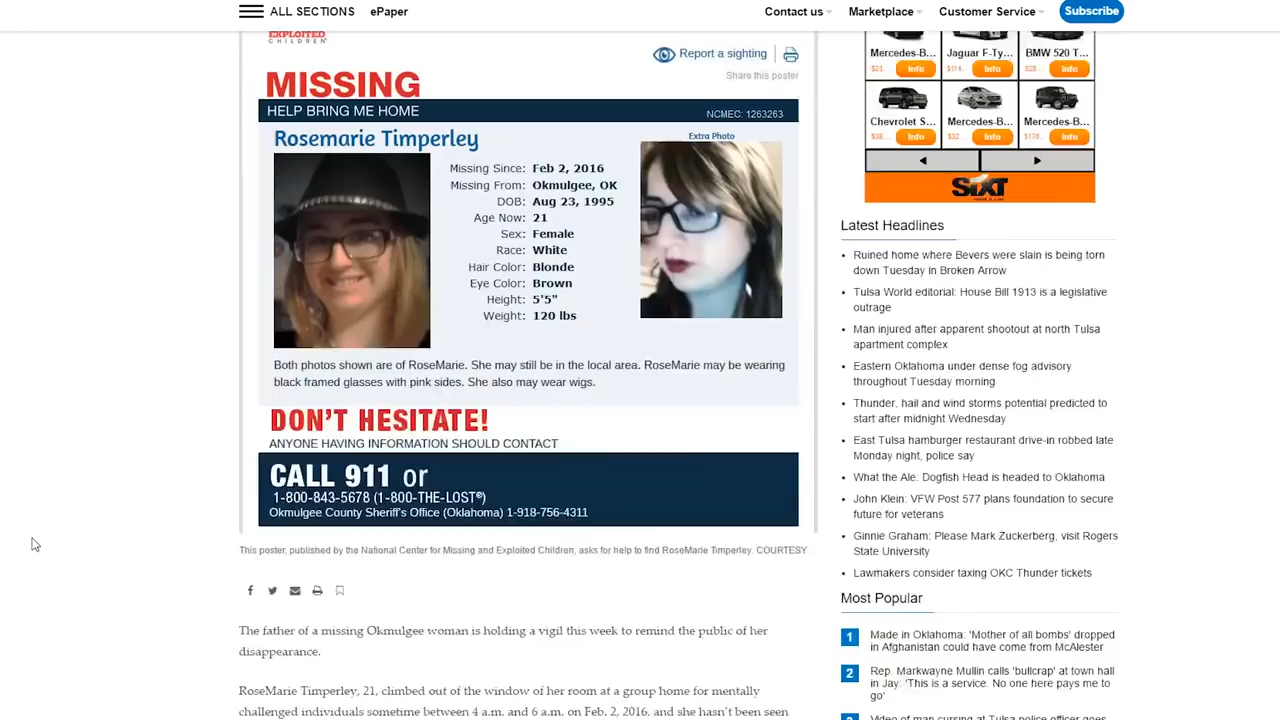 ALL SECTIONS
ePaper
Contact us
Marketplace
Customer Service
Subscribe
EXPLOITED
CHILDREN
Report a sighting
Share this poster
MISSING
HELP BRING ME HOME
NCMEC: 1263263
Rosemarie Timperley
Extra Photo
Missing Since: Feb 2, 2016
Missing From: Okmulgee, OK
DOB: Aug 23, 1995
Age Now: 21
Sex: Female
Race: White
Hair Color: Blonde
Eye Color: Brown
Height: 5'5"
Weight: 120 lbs
Both photos shown are of RoseMarie. She may still be in the local area. RoseMarie may be wearing
black framed glasses with pink sides. She also may wear wigs.
DON'T HESITATE!
ANYONE HAVING INFORMATION SHOULD CONTACT
CALL 911 or
1-800-843-5678 (1-800-THE-LOST®)
Okmulgee County Sheriff's Office (Oklahoma) 1-918-756-4311
This poster, published by the National Center for Missing and Exploited Children, asks for help to find RoseMarie Timperley. COURTESY
The father of a missing Okmulgee woman is holding a vigil this week to remind the public of her
disappearance.
RoseMarie Timperley, 21, climbed out of the window of her room at a group home for mentally
challenged individuals sometime between 4 a.m. and 6 a.m. on Feb. 2, 2016. and she hasn't been seen
Mercedes-B...
Jaguar F-Ty...
BMW 520 T...
Info
Info
Info
Chevrolet S...
Mercedes-B...
Mercedes-B...
Info
Info
Info
SIXT
Latest Headlines
Ruined home where Bevers were slain is being torn
down Tuesday in Broken Arrow
Tulsa World editorial: House Bill 1913 is a legislative
outrage
Man injured after apparent shootout at north Tulsa
apartment complex
Eastern Oklahoma under dense fog advisory
throughout Tuesday morning
Thunder, hail and wind storms potential predicted to
start after midnight Wednesday
East Tulsa hamburger restaurant drive-in robbed late
Monday night, police say
What the Ale: Dogfish Head is headed to Oklahoma
John Klein: VFW Post 577 plans foundation to secure
future for veterans
Ginnie Graham: Please Mark Zuckerberg, visit Rogers
State University
Lawmakers consider taxing OKC Thunder tickets
Most Popular
1
Made in Oklahoma: 'Mother of all bombs' dropped
in Afghanistan could have come from McAlester
2
Rep. Markwayne Mullin calls 'bullcrap' at town hall
in Jay: 'This is a service. No one here pays me to
go'
Video of man cursing at Tulsa police officer goes